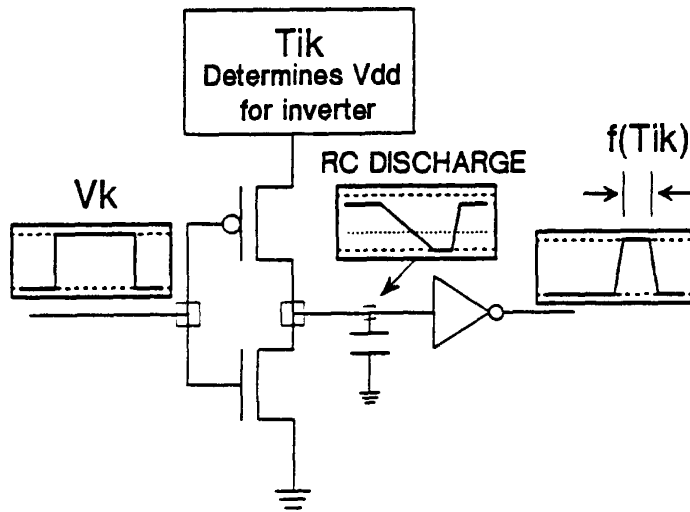 Tik
Determines Vdd
for inverter
RC DISCHARGE
f(Tik)
Vk